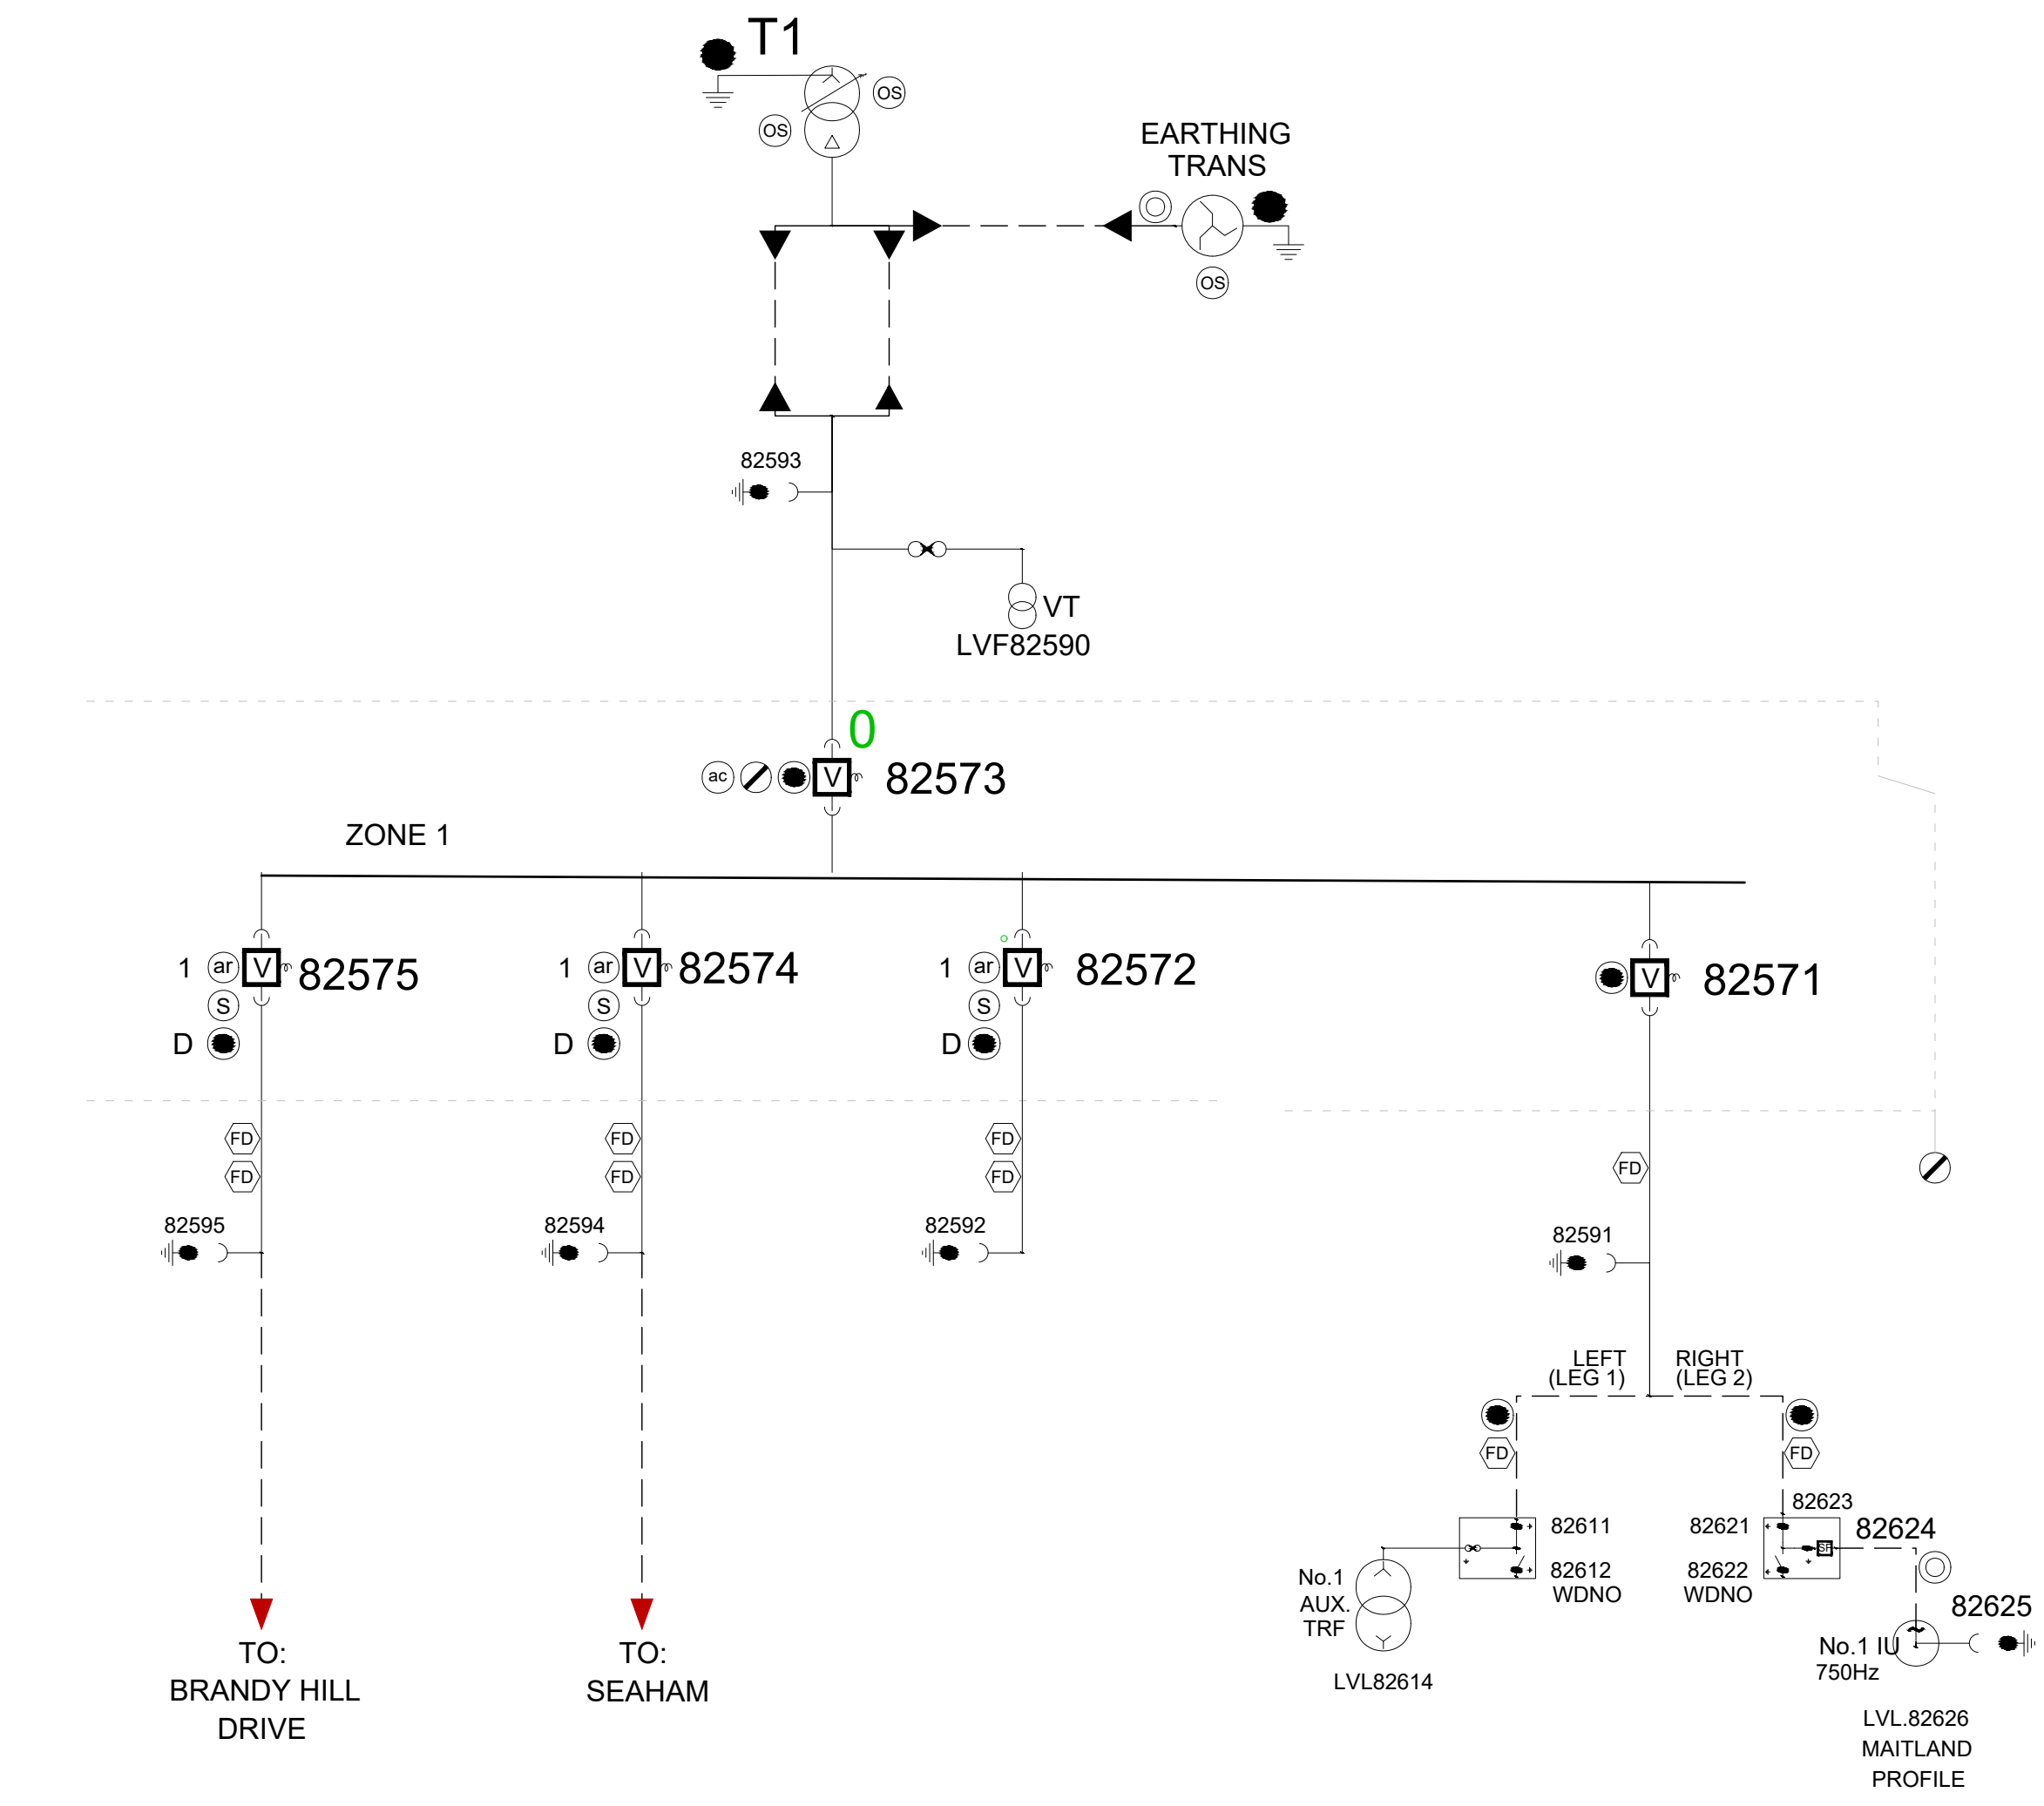 T1
OS
OS
EARTHING
TRANS
OS
82593
VT
LVF82590
0
ac
V
82573
ZONE 1
1
ar
V
82575
S
D
1
ar
V
82574
S
D
1
ar
V
82572
S
D
V
82571
FD
FD
FD
FD
FD
FD
FD
82595
82594
82592
82591
LEFT
(LEG 1)
RIGHT
(LEG 2)
FD
FD
82611
82612
WDNO
No.1
AUX.
TRF
LVL82614
82623
82621
82622
WDNO
SF
82624
82625
No.1 IU
750Hz
LVL.82626
MAITLAND
PROFILE
TO:
BRANDY HILL
DRIVE
TO:
SEAHAM